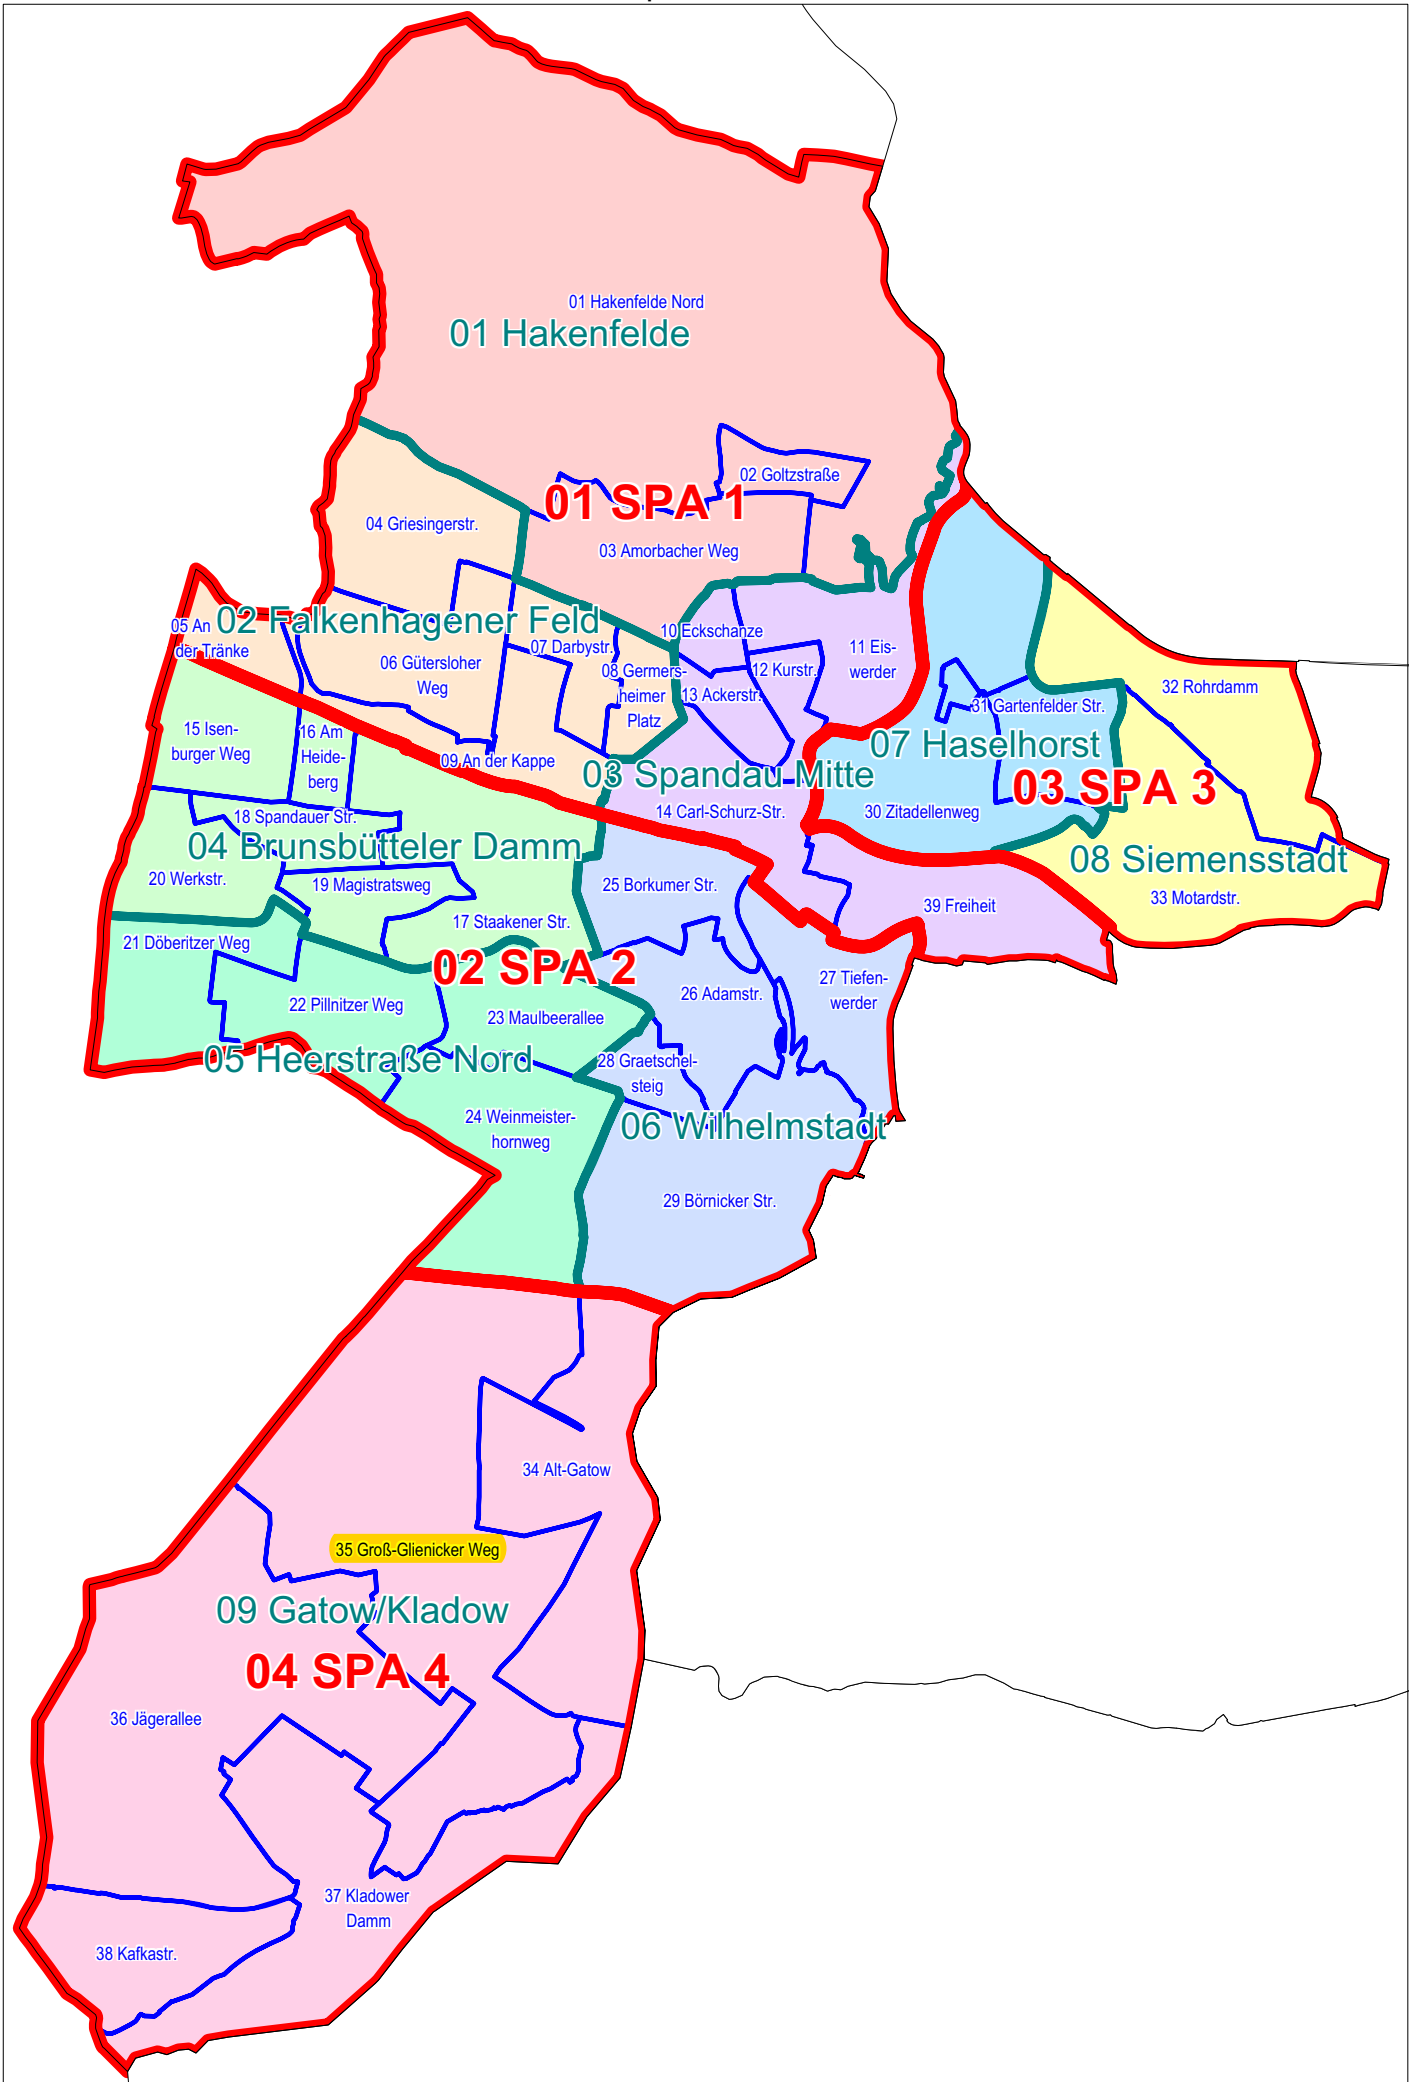 01 Hakenfelde Nord
01 Hakenfelde
02 Goltzstraße
01 SPA 1
04 Griesingerstr.
03 Amorbacher Weg
05 An
der Tränke
02 Falkenhagener Feld
10 Eckschanze
07 Darbystr.
11 Eis-
werder
06 Gütersloher
Weg
08 Germers-
heimer
Platz
12 Kurstr.
13 Ackerstr.
32 Rohrdamm
31 Gartenfelder Str.
15 Isen-
burger Weg
16 Am
Heide-
berg
07 Haselhorst
09 An der Kappe
03 Spandau Mitte
03 SPA 3
14 Carl-Schurz-Str.
30 Zitadellenweg
18 Spandauer Str.
04 Brunsbütteler Damm
08 Siemensstadt
20 Werkstr.
19 Magistratsweg
25 Borkumer Str.
33 Motardstr.
39 Freiheit
17 Staakener Str.
21 Döberitzer Weg
02 SPA 2
27 Tiefen-
werder
26 Adamstr.
22 Pillnitzer Weg
23 Maulbeerallee
05 Heerstraße Nord
28 Graetschel-
steig
24 Weinmeister-
hornweg
06 Wilhelmstadt
29 Börnicker Str.
34 Alt-Gatow
35 Groß-Glienicker Weg
09 Gatow/Kladow
04 SPA 4
36 Jägerallee
37 Kladower
Damm
38 Kafkastr.